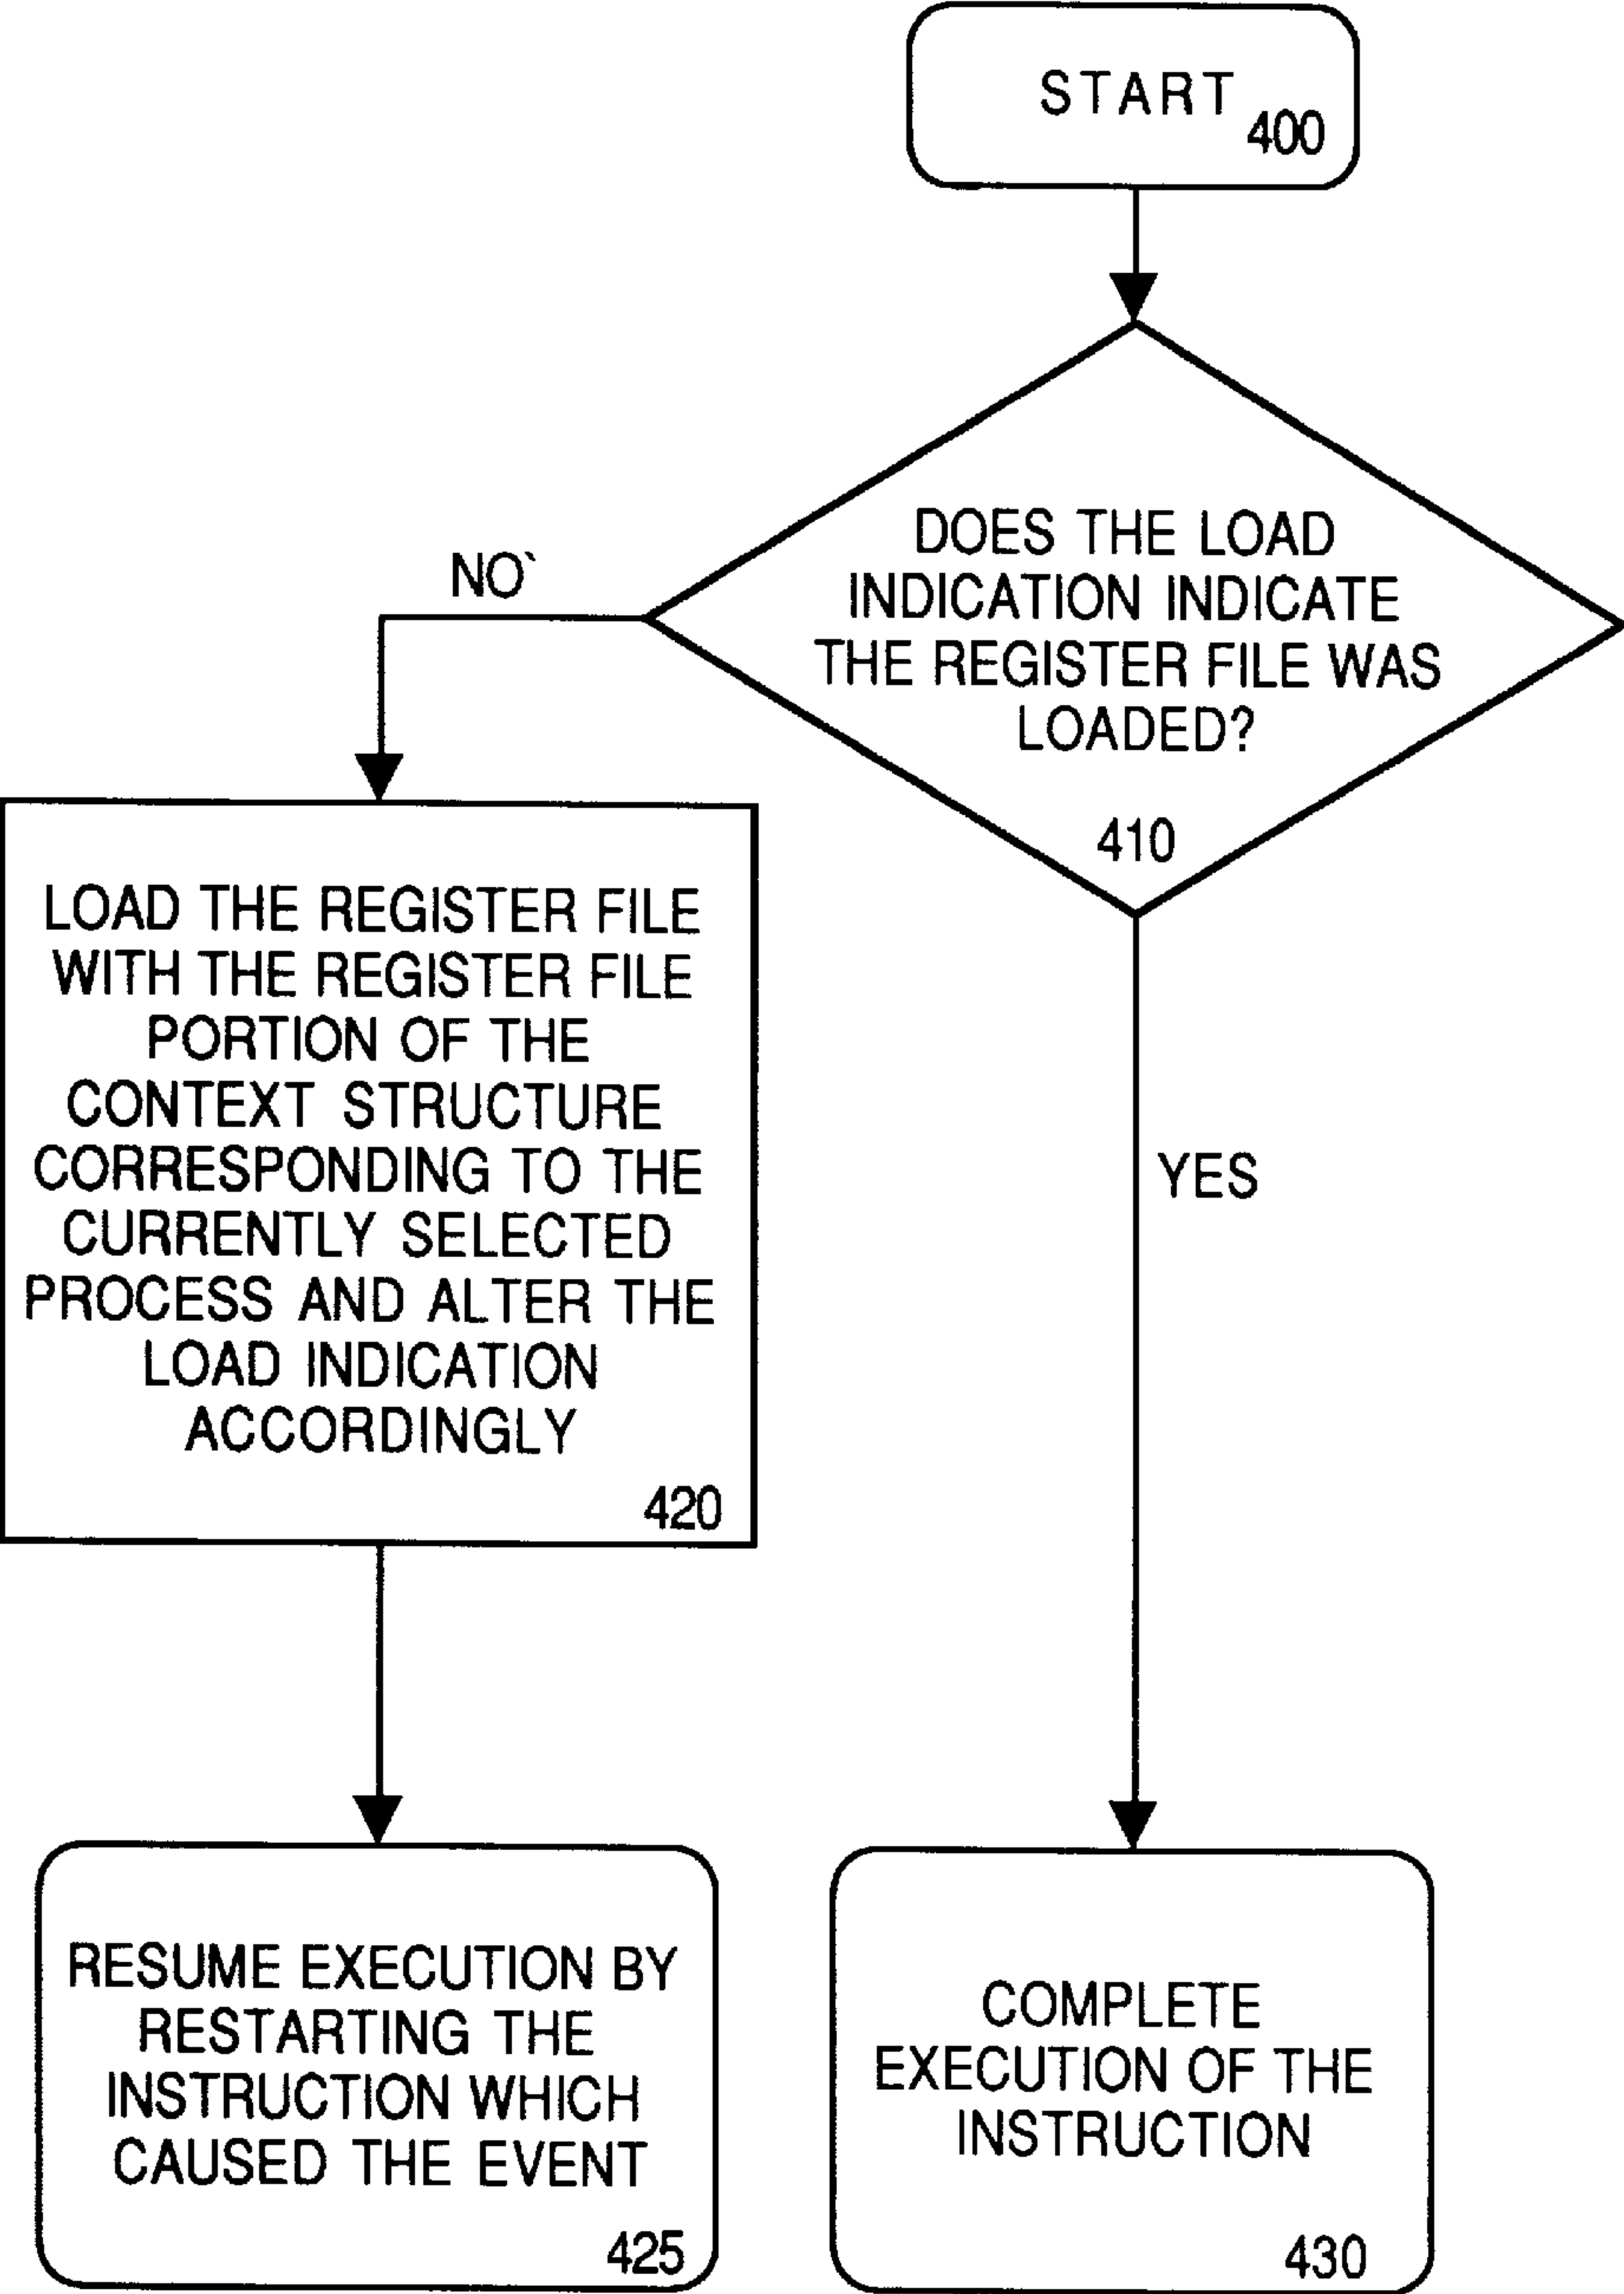 START
400
DOES THE LOAD
INDICATION INDICATE
THE REGISTER FILE WAS
LOADED?
410
NO`
LOAD THE REGISTER FILE
WITH THE REGISTER FILE
PORTION OF THE
CONTEXT STRUCTURE
CORRESPONDING TO THE
CURRENTLY SELECTED
PROCESS AND ALTER THE
LOAD INDICATION
ACCORDINGLY
420
YES
RESUME EXECUTION BY
RESTARTING THE
INSTRUCTION WHICH
CAUSED THE EVENT
425
COMPLETE
EXECUTION OF THE
INSTRUCTION
430